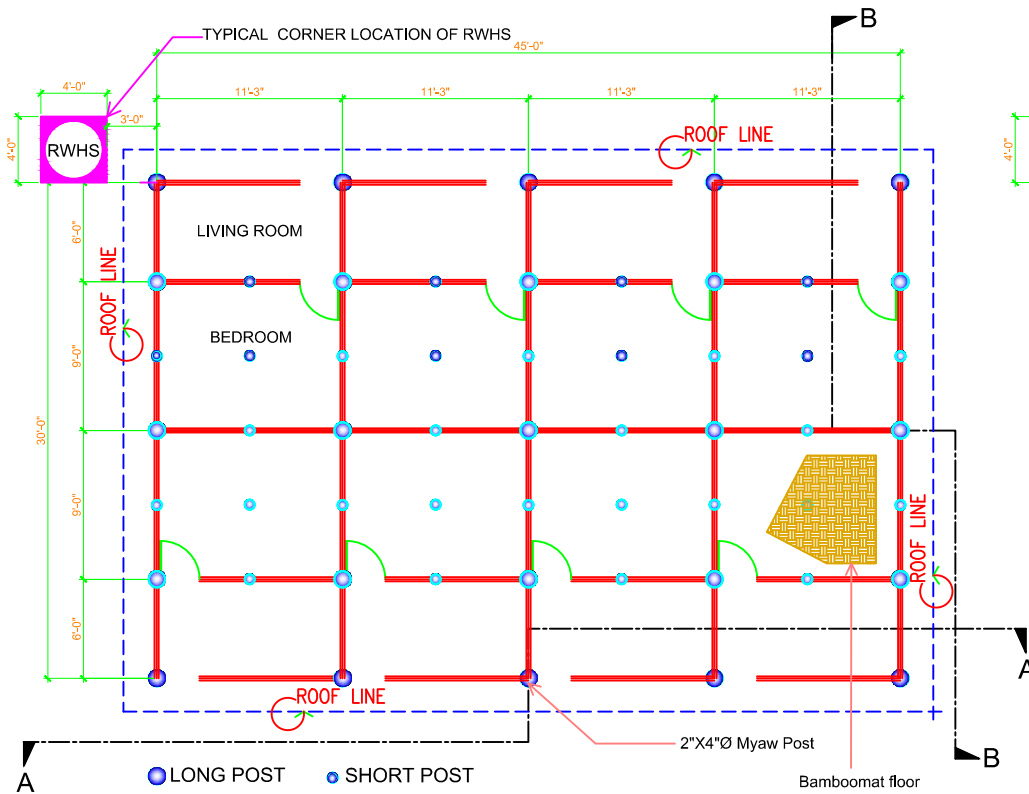 B
TYPICAL CORNER LOCATION OF RWHS
45'-0"
4'-0"
11'-3"
11'-3"
11'-3"
11'-3"
3'-0"
4'-0"
4'-0"
RWHS
ROOF LINE
6'-0"
LIVING ROOM
ROOF LINE
BEDROOM
9'-0"
30'-0"
9'-0"
ROOF LINE
6'-0"
A
ROOF LINE
2"X4"Ø Myaw Post
B
A
LONG POST
SHORT POST
Bamboomat floor